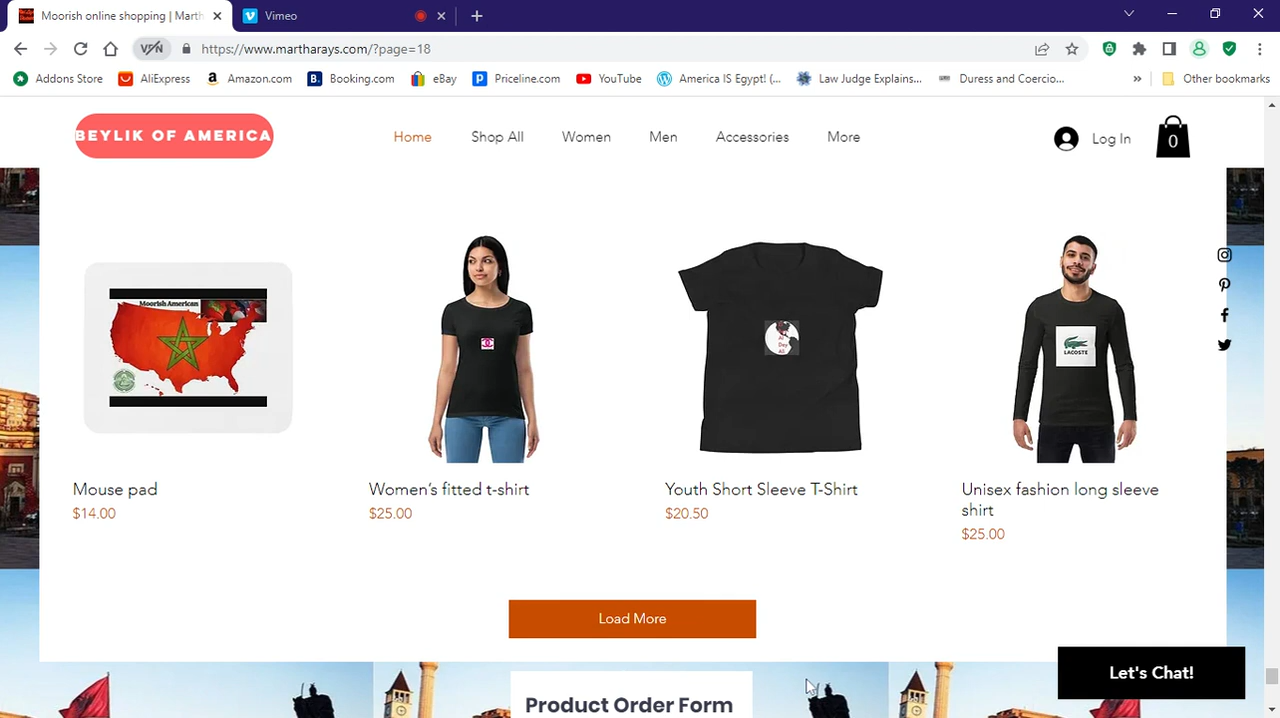 Moorish online shopping | Marth
Vimeo
VPN
https://www.martharays.com/?page=18
Addons Store
AliExpress
Amazon.com
Booking.com
eBay
Priceline.com
YouTube
America IS Egypt! (...
Law Judge Explains...
Duress and Coercio...
»
Other bookmarks
BEYLIK OF AMERICA
Home
Shop All
Women
Men
Accessories
More
Log In
0
Moorish American
Al
Day
All
LACOSTE
Mouse pad
$14.00
Women's fitted t-shirt
$25.00
Youth Short Sleeve T-Shirt
$20.50
Unisex fashion long sleeve
shirt
$25.00
Load More
Let's Chat!
Product Order Form